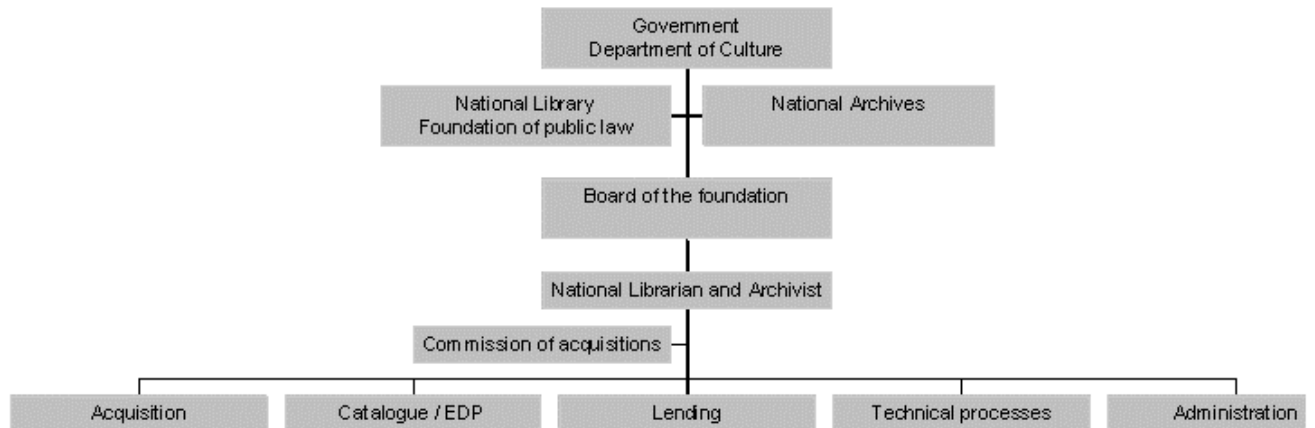 Government
Department of Culture
National Library
Foundation of public law
National Archives
Board of the foundation
National Librarian and Archivist
Commission of acquisitions
Acquisition
Catalogue / EDP
Lending
Technical processes
Administration